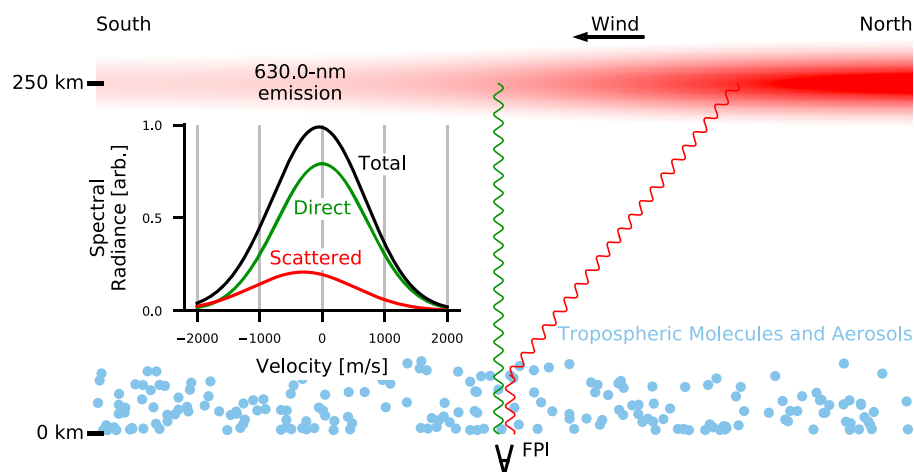 South
Wind
North
250 km
630.0-nm
emission
1.0
0.5
0.0
Spectral
Radiance [arb.]
Total
Direct
Scattered
−2000
−1000
0
1000
2000
Velocity [m/s]
Tropospheric Molecules and Aerosols
0 km
FPI